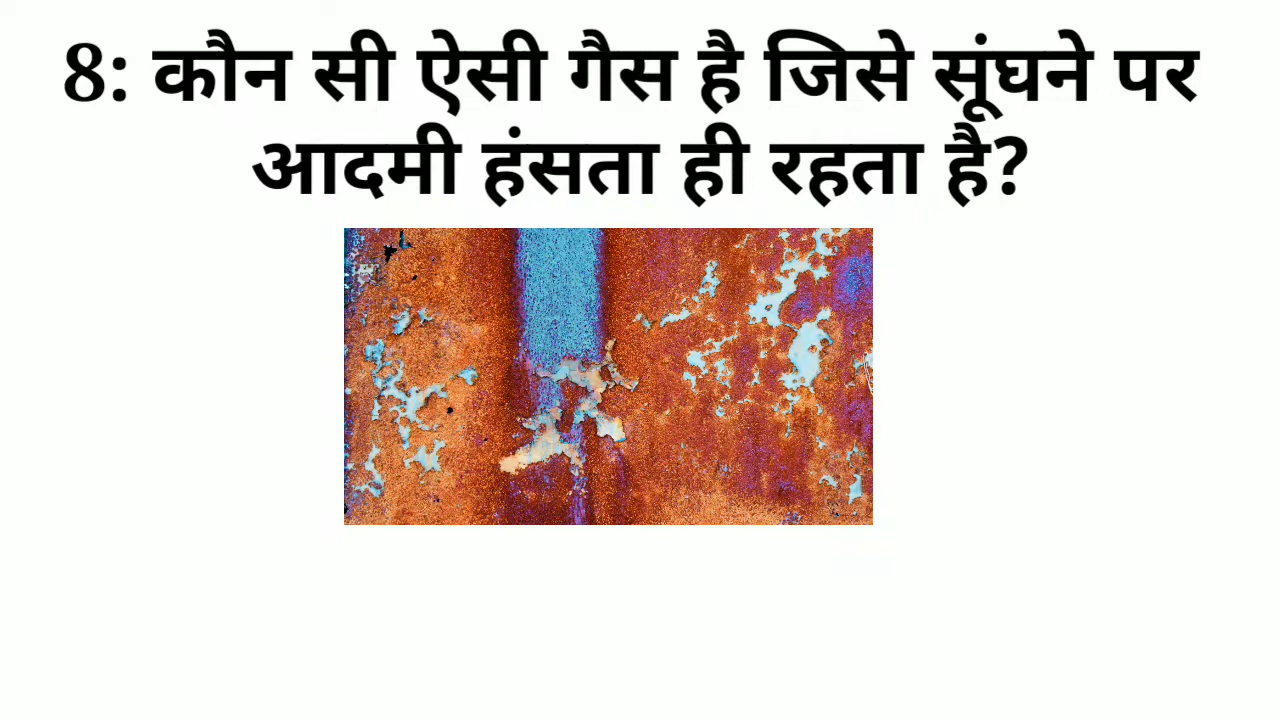 8: कौन सी ऐसी गैस है जिसे सूंघने पर
आदमी हंसता ही रहता है?